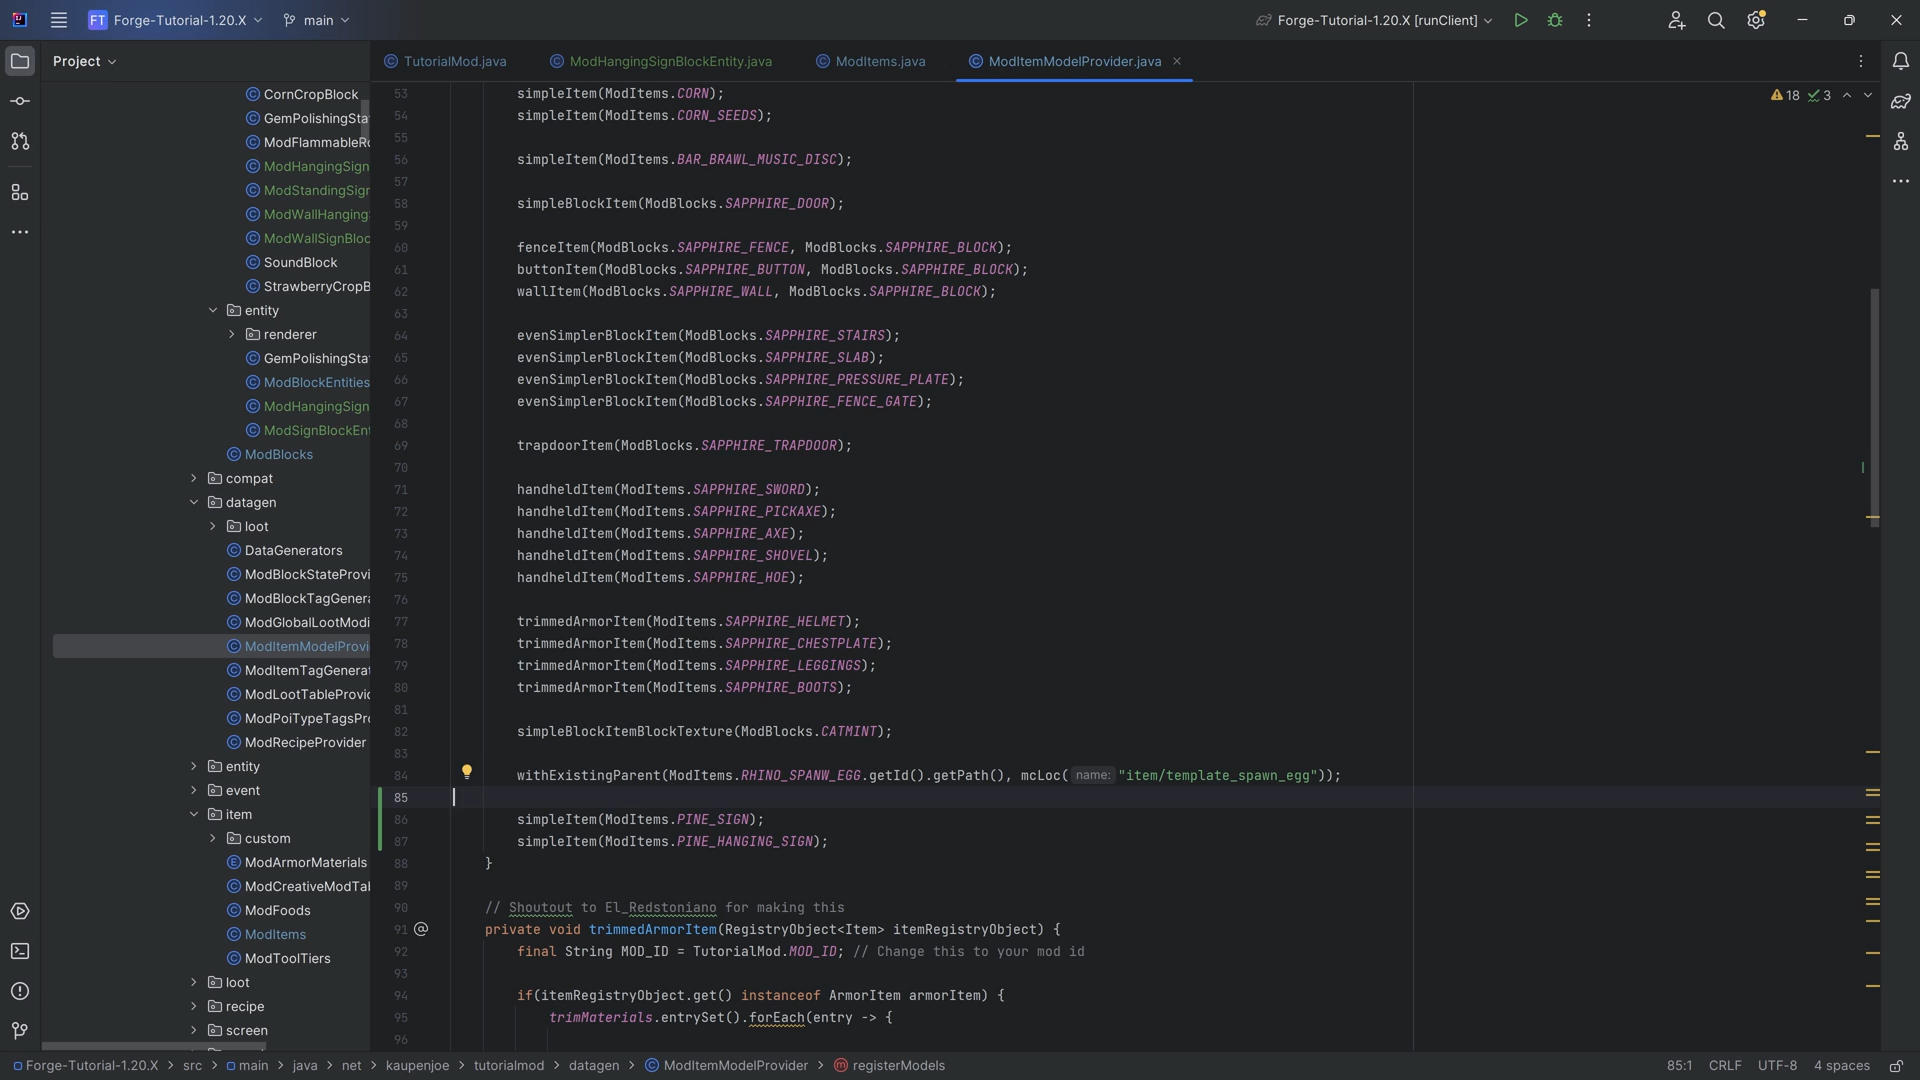 FT Forge-Tutorial-1.20.X main Forge-Tutorial-1.20.X [runClient]
Project
TutorialMod.java ModHangingSignBlockEntity.java ModItems.java ModItemModelProvider.java
18 3
CornCropBlock
GemPolishingSta
ModFlammableRo
ModHangingSign
ModStandingSign
ModWallHanging
ModWallSignBloc
SoundBlock
StrawberryCropB
entity
renderer
GemPolishingSta
ModBlockEntities
ModHangingSign
ModSignBlockEnt
ModBlocks
compat
datagen
loot
DataGenerators
ModBlockStateProvi
ModBlockTagGenera
ModGlobalLootModi
ModItemModelProvi
ModItemTagGenerat
ModLootTableProvid
ModPoiTypeTagsPro
ModRecipeProvider
entity
event
item
custom
ModArmorMaterials
ModCreativeModTab
ModFoods
ModItems
ModToolTiers
loot
recipe
screen
53 simpleItem(ModItems.CORN);
54 simpleItem(ModItems.CORN_SEEDS);
55
56 simpleItem(ModItems.BAR_BRAWL_MUSIC_DISC);
57
58 simpleBlockItem(ModBlocks.SAPPHIRE_DOOR);
59
60 fenceItem(ModBlocks.SAPPHIRE_FENCE, ModBlocks.SAPPHIRE_BLOCK);
61 buttonItem(ModBlocks.SAPPHIRE_BUTTON, ModBlocks.SAPPHIRE_BLOCK);
62 wallItem(ModBlocks.SAPPHIRE_WALL, ModBlocks.SAPPHIRE_BLOCK);
63
64 evenSimplerBlockItem(ModBlocks.SAPPHIRE_STAIRS);
65 evenSimplerBlockItem(ModBlocks.SAPPHIRE_SLAB);
66 evenSimplerBlockItem(ModBlocks.SAPPHIRE_PRESSURE_PLATE);
67 evenSimplerBlockItem(ModBlocks.SAPPHIRE_FENCE_GATE);
68
69 trapdoorItem(ModBlocks.SAPPHIRE_TRAPDOOR);
70
71 handheldItem(ModItems.SAPPHIRE_SWORD);
72 handheldItem(ModItems.SAPPHIRE_PICKAXE);
73 handheldItem(ModItems.SAPPHIRE_AXE);
74 handheldItem(ModItems.SAPPHIRE_SHOVEL);
75 handheldItem(ModItems.SAPPHIRE_HOE);
76
77 trimmedArmorItem(ModItems.SAPPHIRE_HELMET);
78 trimmedArmorItem(ModItems.SAPPHIRE_CHESTPLATE);
79 trimmedArmorItem(ModItems.SAPPHIRE_LEGGINGS);
80 trimmedArmorItem(ModItems.SAPPHIRE_BOOTS);
81
82 simpleBlockItemBlockTexture(ModBlocks.CATMINT);
83
84 withExistingParent(ModItems.RHINO_SPANW_EGG.getId().getPath(), mcLoc( name: "item/template_spawn_egg"));
85
86 simpleItem(ModItems.PINE_SIGN);
87 simpleItem(ModItems.PINE_HANGING_SIGN);
88 }
89
90 // Shoutout to El_Redstoniano for making this
91 @ private void trimmedArmorItem(RegistryObject<Item> itemRegistryObject) {
92 final String MOD_ID = TutorialMod.MOD_ID; // Change this to your mod id
93
94 if(itemRegistryObject.get() instanceof ArmorItem armorItem) {
95 trimMaterials.entrySet().forEach(entry -> {
96
Forge-Tutorial-1.20.X > src > main > java > net > kaupenjoe > tutorialmod > datagen > ModItemModelProvider > registerModels 85:1 CRLF UTF-8 4 spaces